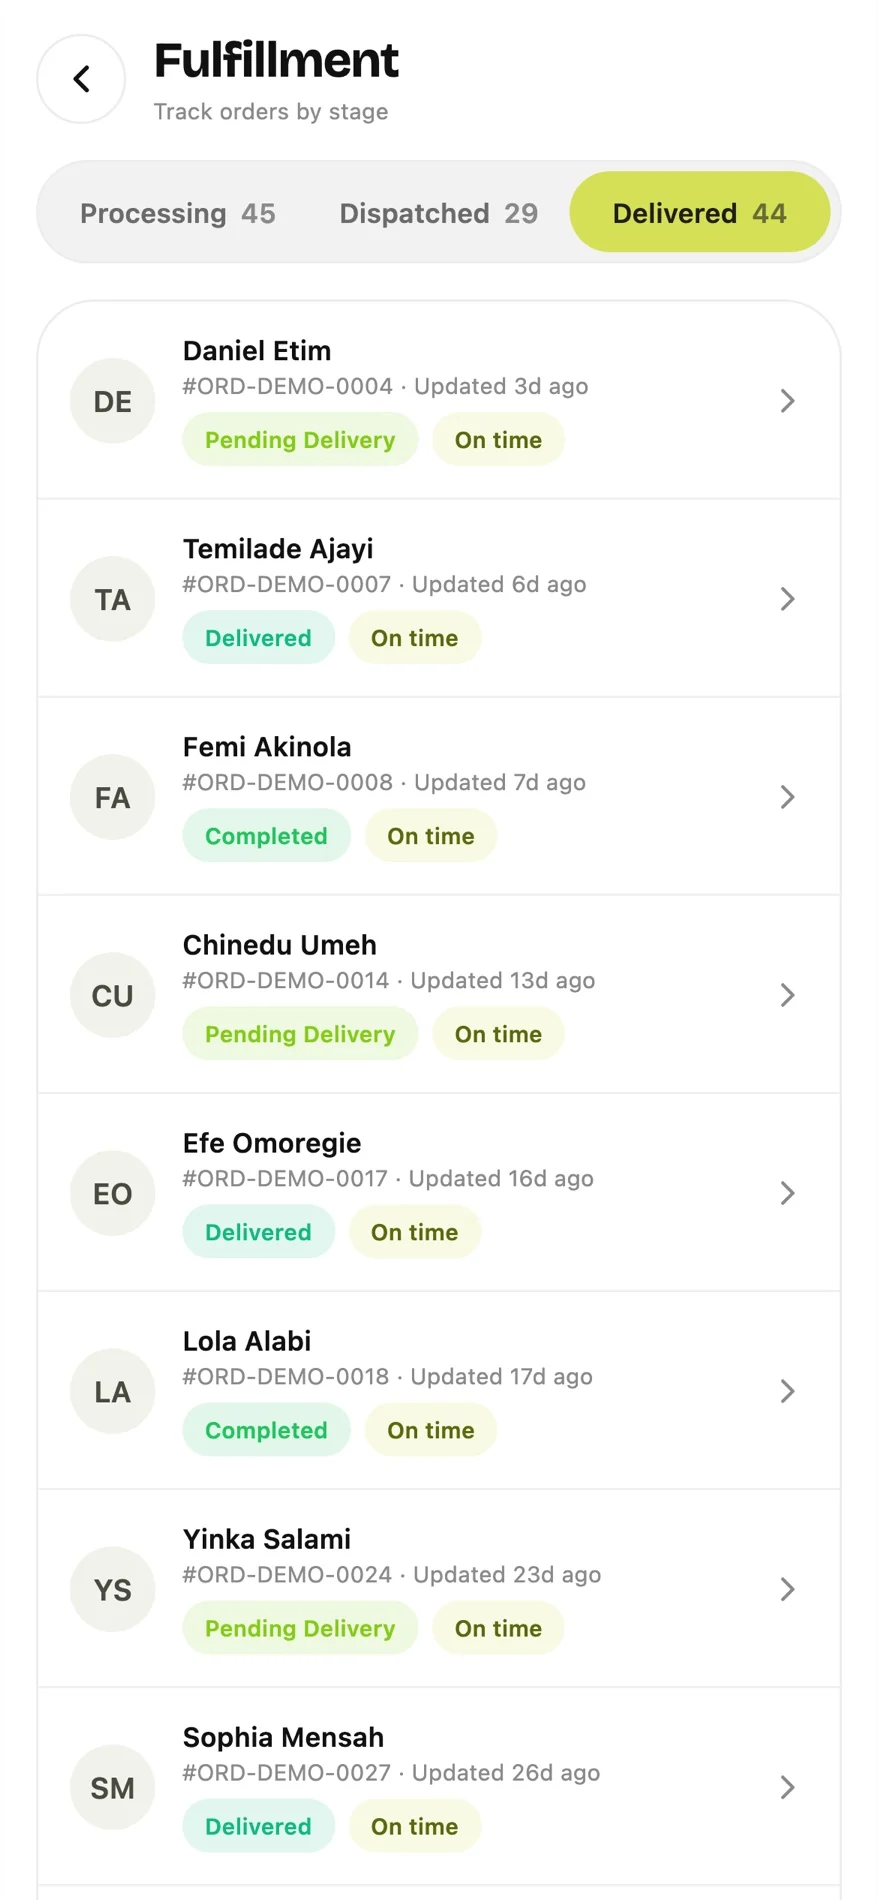 Fulfillment
Track orders by stage
Processing 45 Dispatched 29 Delivered 44
DE
Daniel Etim
#ORD-DEMO-0004 · Updated 3d ago
Pending Delivery On time
TA
Temilade Ajayi
#ORD-DEMO-0007 · Updated 6d ago
Delivered On time
FA
Femi Akinola
#ORD-DEMO-0008 · Updated 7d ago
Completed On time
CU
Chinedu Umeh
#ORD-DEMO-0014 · Updated 13d ago
Pending Delivery On time
EO
Efe Omoregie
#ORD-DEMO-0017 · Updated 16d ago
Delivered On time
LA
Lola Alabi
#ORD-DEMO-0018 · Updated 17d ago
Completed On time
YS
Yinka Salami
#ORD-DEMO-0024 · Updated 23d ago
Pending Delivery On time
SM
Sophia Mensah
#ORD-DEMO-0027 · Updated 26d ago
Delivered On time